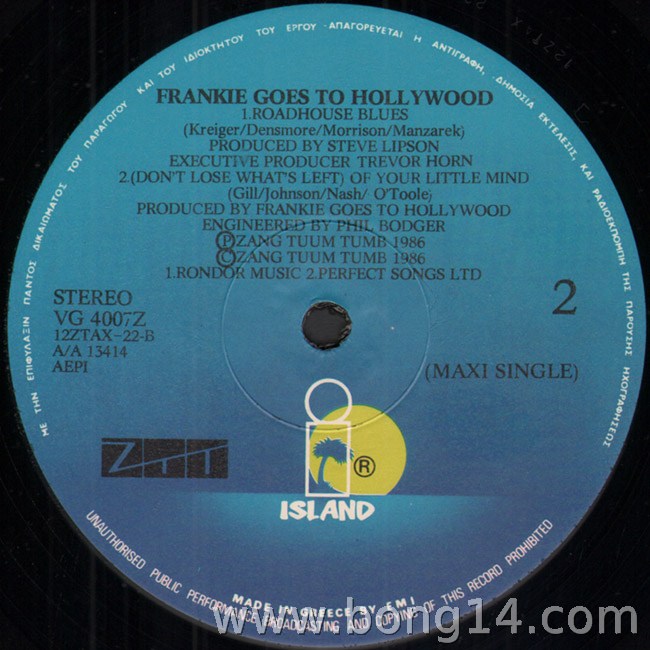 ΜΕ ΤΗΝ ΕΠΙΦΥΛΑΞΙΝ ΠΑΝΤΟΣ ΔΙΚΑΙΩΜΑΤΟΣ ΤΟΥ ΠΑΡΑΓΩΓΟΥ ΚΑΙ ΤΟΥ ΙΔΙΟΚΤΗΤΟΥ ΤΟΥ ΕΡΓΟΥ · ΑΠΑΓΟΡΕΥΕΤΑΙ Η ΑΝΤΙΓΡΑΦΗ, ΔΗΜΟΣΙΑ ΕΚΤΕΛΕΣΙΣ, ΚΑΙ ΡΑΔΙΟΕΚΠΟΜΠΗ ΤΗΣ ΠΑΡΟΥΣΗΣ ΗΧΟΓΡΑΦΗΣΕΩΣ
FRANKIE GOES TO HOLLYWOOD
1.ROADHOUSE BLUES
(Kreiger/Densmore/Morrison/Manzarek)
PRODUCED BY STEVE LIPSON
EXECUTIVE PRODUCER TREVOR HORN
2.(DON'T LOSE WHAT'S LEFT) OF YOUR LITTLE MIND
(Gill/Johnson/Nash/ O'Toole)
PRODUCED BY FRANKIE GOES TO HOLLYWOOD
ENGINEERED BY PHIL BODGER
Ⓟ ZANG TUUM TUMB 1986
© ZANG TUUM TUMB 1986
1.RONDOR MUSIC 2.PERFECT SONGS LTD
STEREO
VG 4007Z
12ZTAX-22-B
A/A 13414
AEPI
2
(MAXI SINGLE)
ZTT
®
ISLAND
MADE IN GREECE BY EMI
UNAUTHORISED PUBLIC PERFORMANCE BROADCASTING AND COPYING OF THIS RECORD PROHIBITED
www.bong14.com